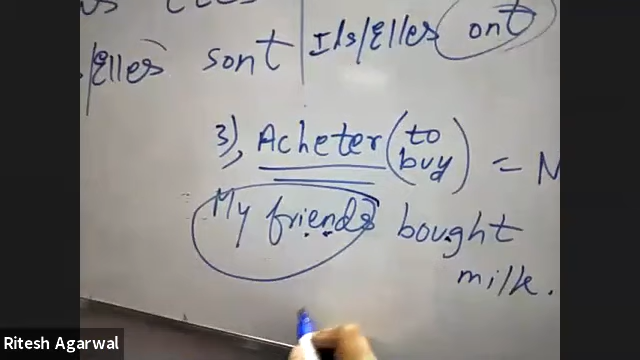 /Elles sont | Ils/Elles ont
3), Acheter (to buy) = N
My friends bought
milk.
Ritesh Agarwal